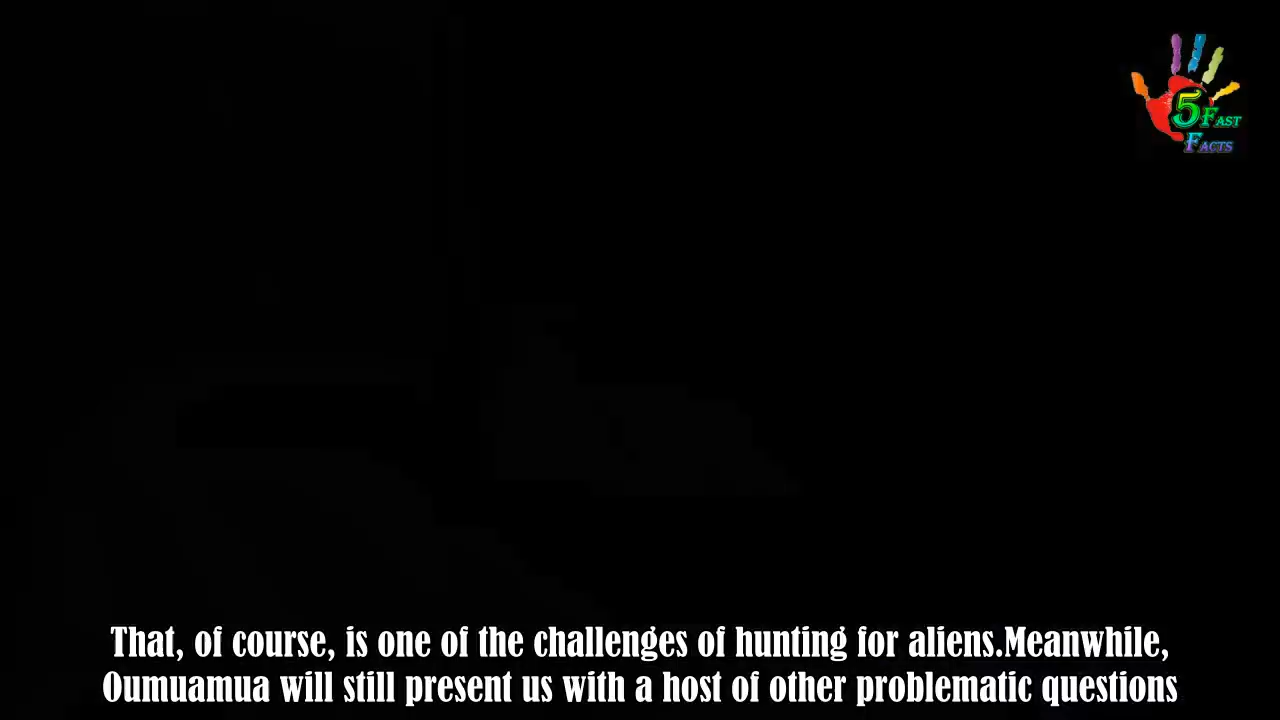 5 FAST
FACTS
That, of course, is one of the challenges of hunting for aliens.Meanwhile,
Oumuamua will still present us with a host of other problematic questions